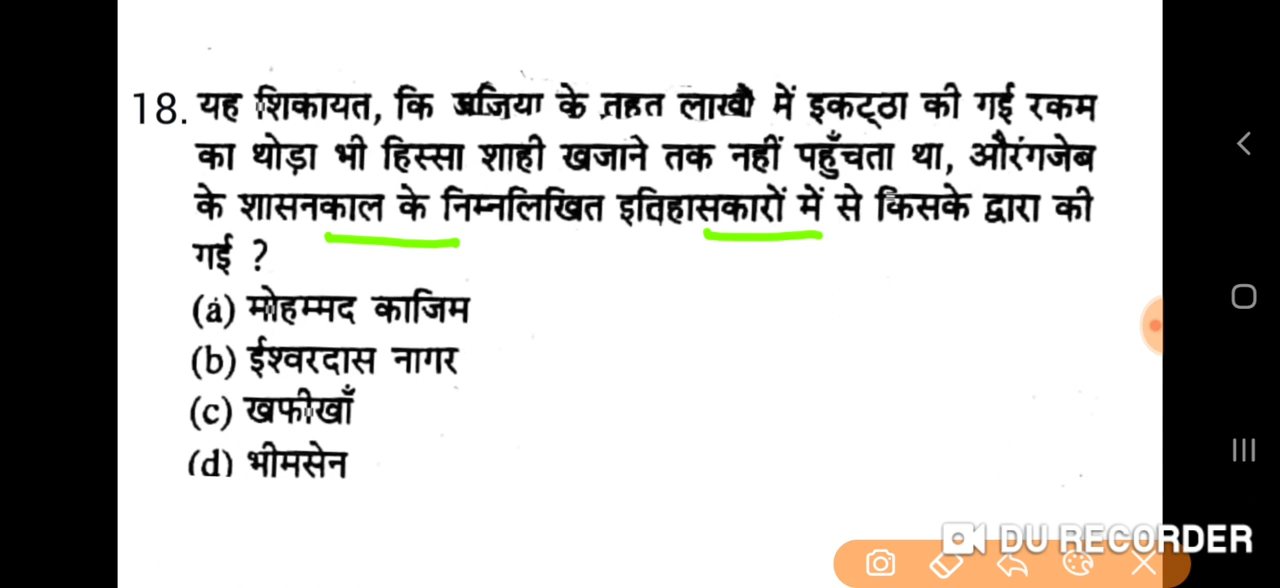 18. यह शिकायत, कि जजिया के तहत लाखों में इकट्ठा की गई रकम
का थोड़ा भी हिस्सा शाही खजाने तक नहीं पहुँचता था, औरंगजेब
के शासनकाल के निम्नलिखित इतिहासकारों में से किसके द्वारा की
गई ?
(a) मोहम्मद काजिम
(b) ईश्वरदास नागर
(c) खफीखाँ
(d) भीमसेन
DU RECORDER